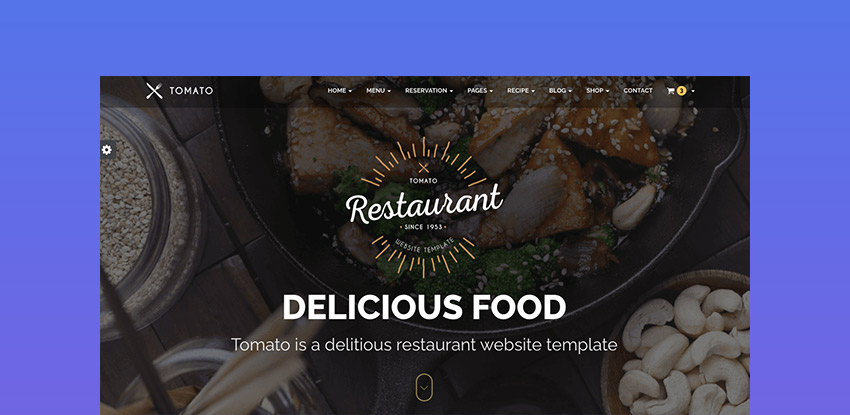 TOMATO
HOME MENU RESERVATION PAGES RECIPE BLOG SHOP CONTACT 3
TOMATO
Restaurant
• SINCE 1953 •
WEBSITE TEMPLATE
DELICIOUS FOOD
Tomato is a delitious restaurant website template